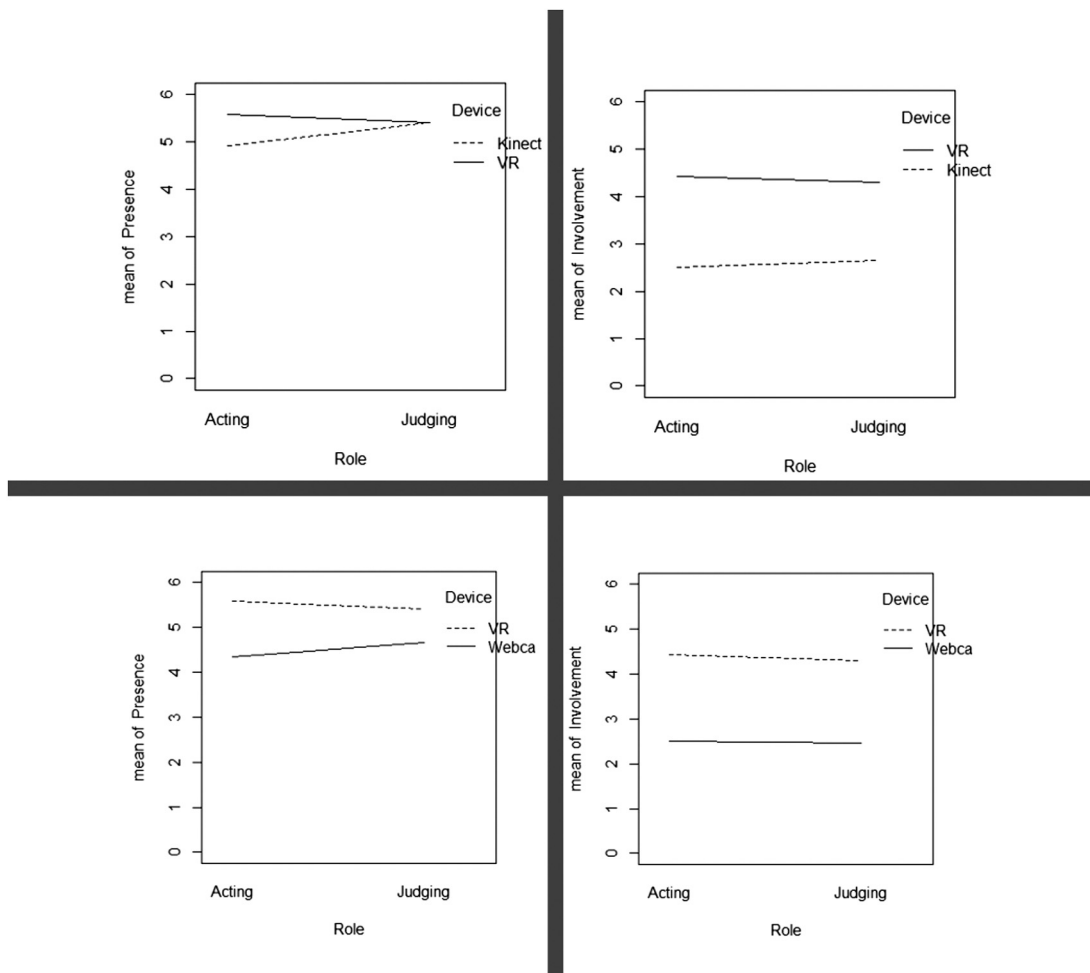 mean of Presence
6
5
4
3
2
1
0
Device
Kinect
VR
Acting
Judging
Role
mean of Involvement
6
5
4
3
2
1
0
Device
VR
Kinect
Acting
Judging
Role
mean of Presence
6
5
4
3
2
1
0
Device
VR
Webca
Acting
Judging
Role
mean of Involvement
6
5
4
3
2
1
0
Device
VR
Webca
Acting
Judging
Role